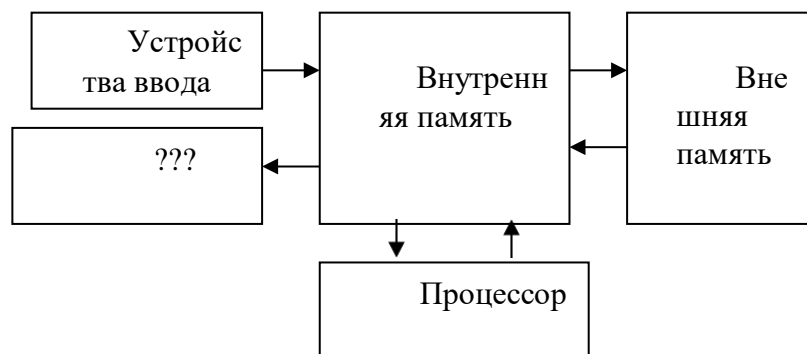 Устройс
тва ввода
Внутренн
яя память
Вне
шняя
память
???
Процессор